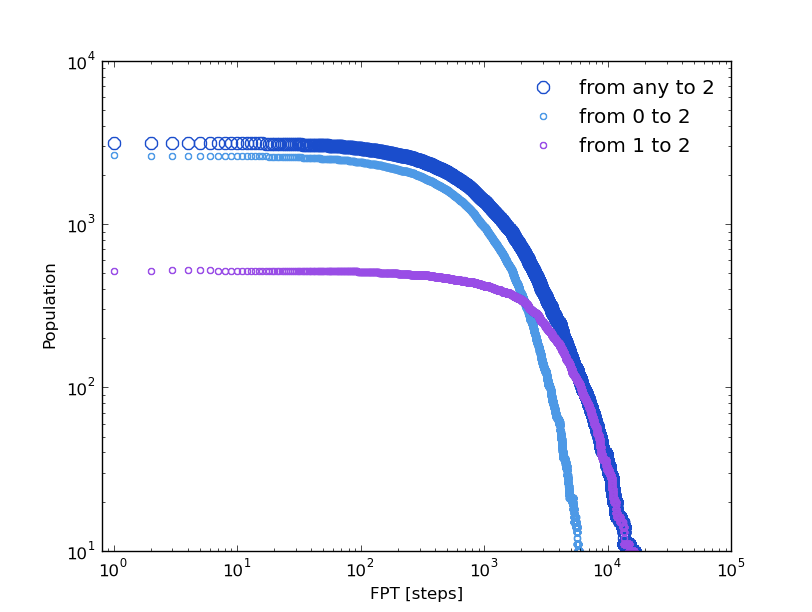 10^4
from any to 2
from 0 to 2
from 1 to 2
10^3
Population
10^2
10^1
10^0 10^1 10^2 10^3 10^4 10^5
FPT [steps]